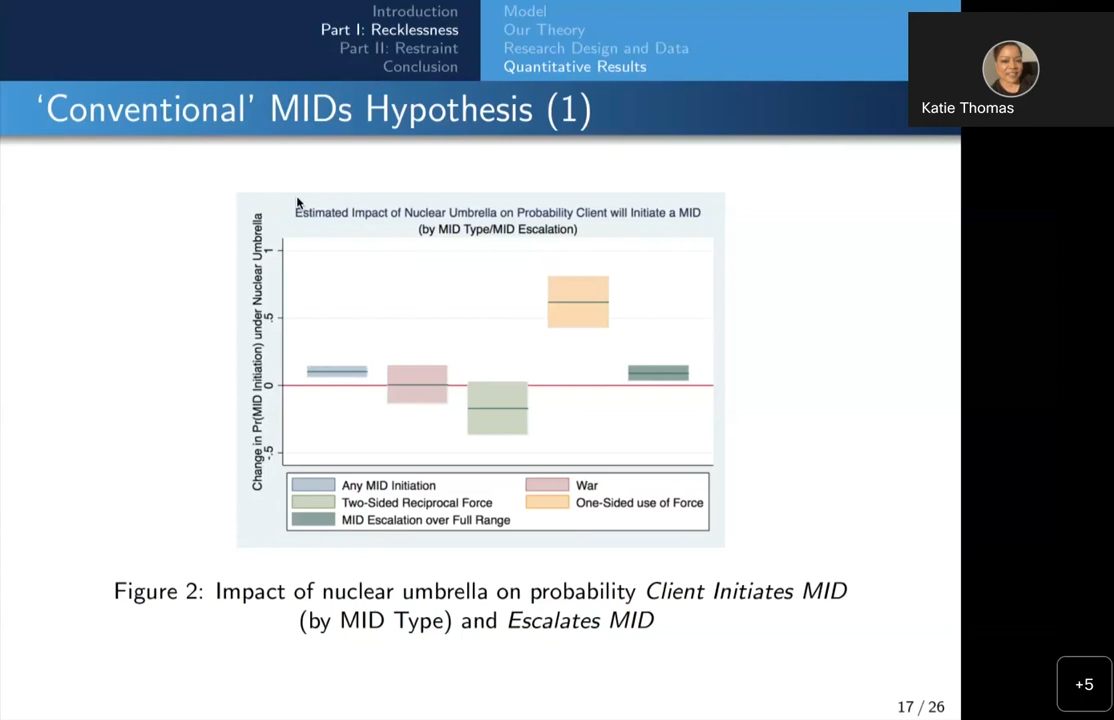 Introduction
Part I: Recklessness
Part II: Restraint
Conclusion
Model
Our Theory
Research Design and Data
Quantitative Results
Katie Thomas
‘Conventional’ MIDs Hypothesis (1)
Estimated Impact of Nuclear Umbrella on Probability Client will Initiate a MID
(by MID Type/MID Escalation)
Change in Pr(MID Initiation) under Nuclear Umbrella
1
.5
0
-.5
Any MID Initiation
War
Two-Sided Reciprocal Force
One-Sided use of Force
MID Escalation over Full Range
Figure 2: Impact of nuclear umbrella on probability Client Initiates MID
(by MID Type) and Escalates MID
+5
17 / 26